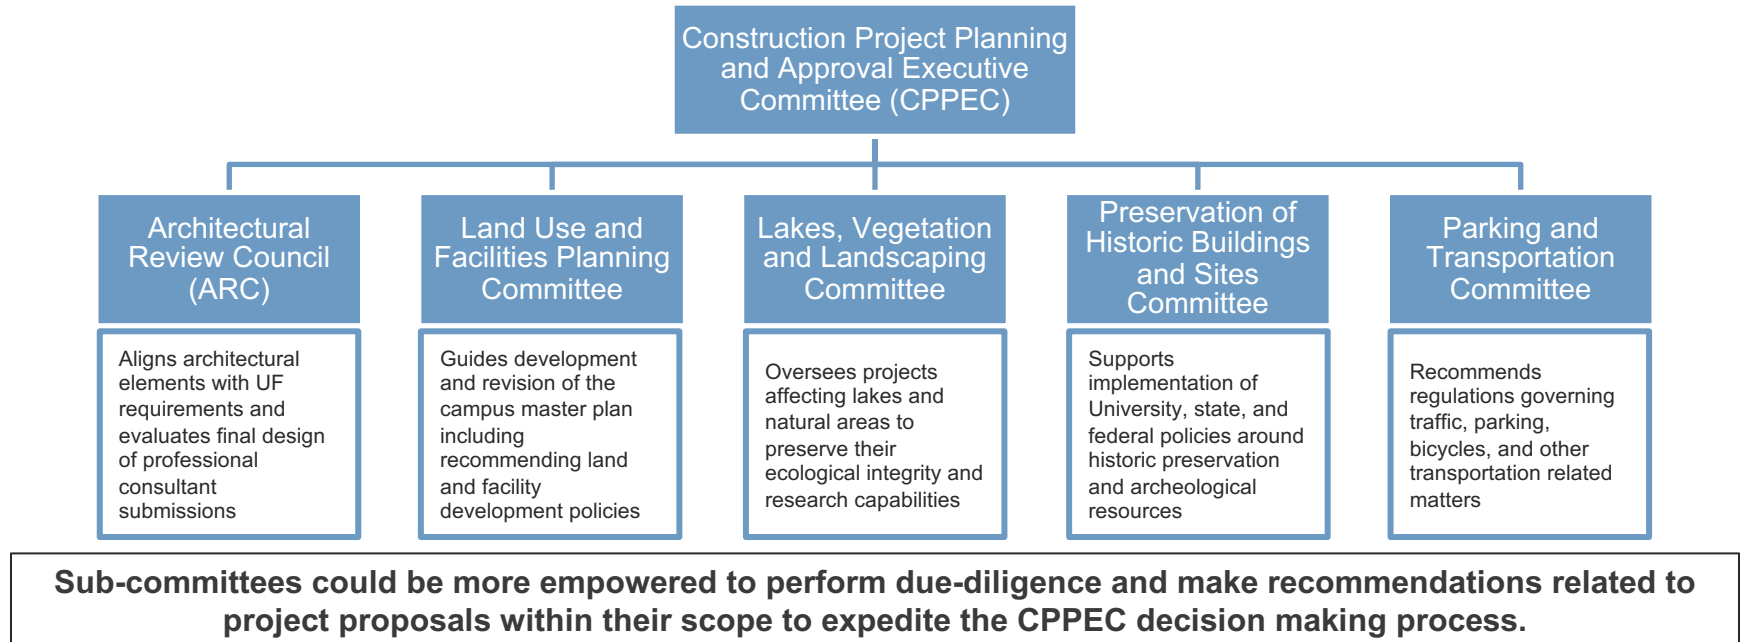 Construction Project Planning
and Approval Executive
Committee (CPPEC)
Architectural
Review Council
(ARC)
Aligns architectural
elements with UF
requirements and
evaluates final design
of professional
consultant
submissions
Land Use and
Facilities Planning
Committee
Guides development
and revision of the
campus master plan
including
recommending land
and facility
development policies
Lakes, Vegetation
and Landscaping
Committee
Oversees projects
affecting lakes and
natural areas to
preserve their
ecological integrity and
research capabilities
Preservation of
Historic Buildings
and Sites
Committee
Supports
implementation of
University, state, and
federal policies around
historic preservation
and archeological
resources
Parking and
Transportation
Committee
Recommends
regulations governing
traffic, parking,
bicycles, and other
transportation related
matters
Sub-committees could be more empowered to perform due-diligence and make recommendations related to
project proposals within their scope to expedite the CPPEC decision making process.